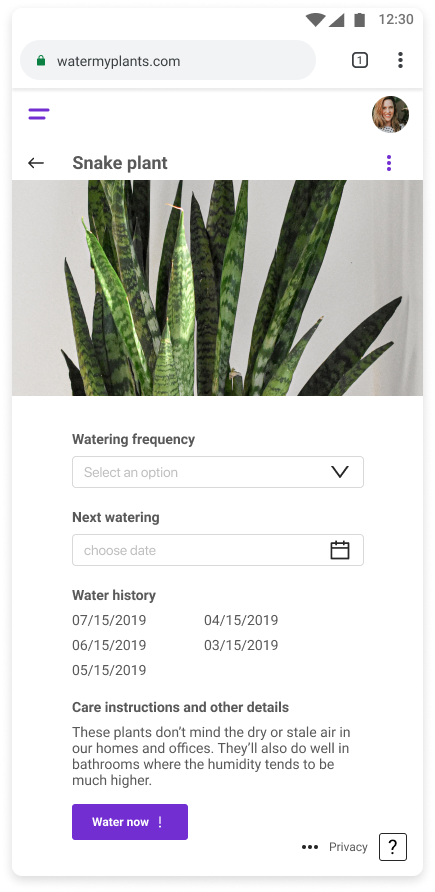 12:30
watermyplants.com
1
Snake plant
Watering frequency
Select an option
Next watering
choose date
Water history
07/15/2019 04/15/2019
06/15/2019 03/15/2019
05/15/2019
Care instructions and other details
These plants don’t mind the dry or stale air in
our homes and offices. They’ll also do well in
bathrooms where the humidity tends to be
much higher.
Water now !
••• Privacy ?